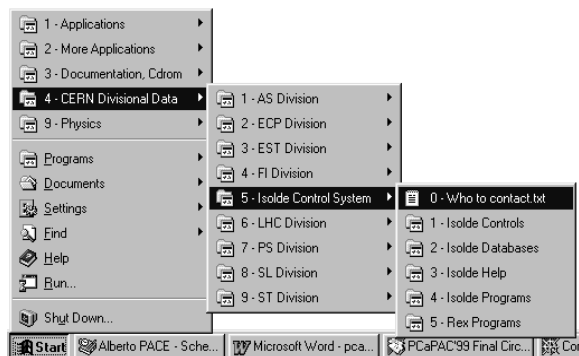 1 - Applications
2 - More Applications
3 - Documentation, Cdrom
4 - CERN Divisional Data
9 - Physics
Programs
Documents
Settings
Find
Help
Run...
Shut Down...
1 - AS Division
2 - ECP Division
3 - EST Division
4 - FI Division
5 - Isolde Control System
6 - LHC Division
7 - PS Division
8 - SL Division
9 - ST Division
0 - Who to contact.txt
1 - Isolde Controls
2 - Isolde Databases
3 - Isolde Help
4 - Isolde Programs
5 - Rex Programs
Start Alberto PACE - Sche... Microsoft Word - pca... PCaPAC'99 Final Circ... Co